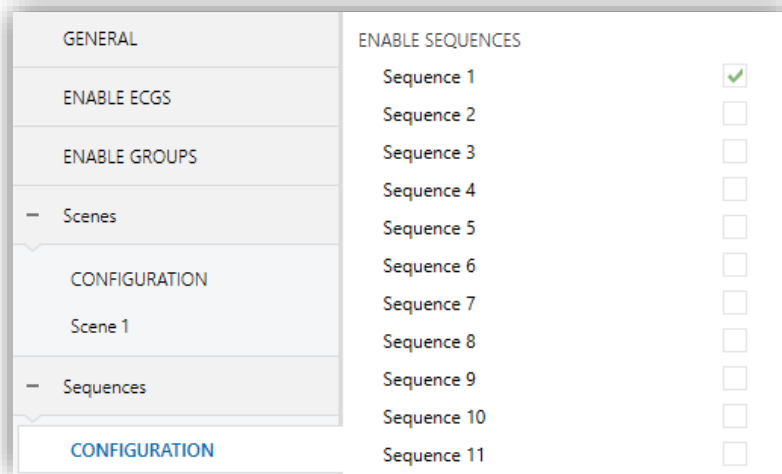 GENERAL
ENABLE ECGS
ENABLE GROUPS
Scenes
CONFIGURATION
Scene 1
Sequences
CONFIGURATION
ENABLE SEQUENCES
Sequence 1
Sequence 2
Sequence 3
Sequence 4
Sequence 5
Sequence 6
Sequence 7
Sequence 8
Sequence 9
Sequence 10
Sequence 11